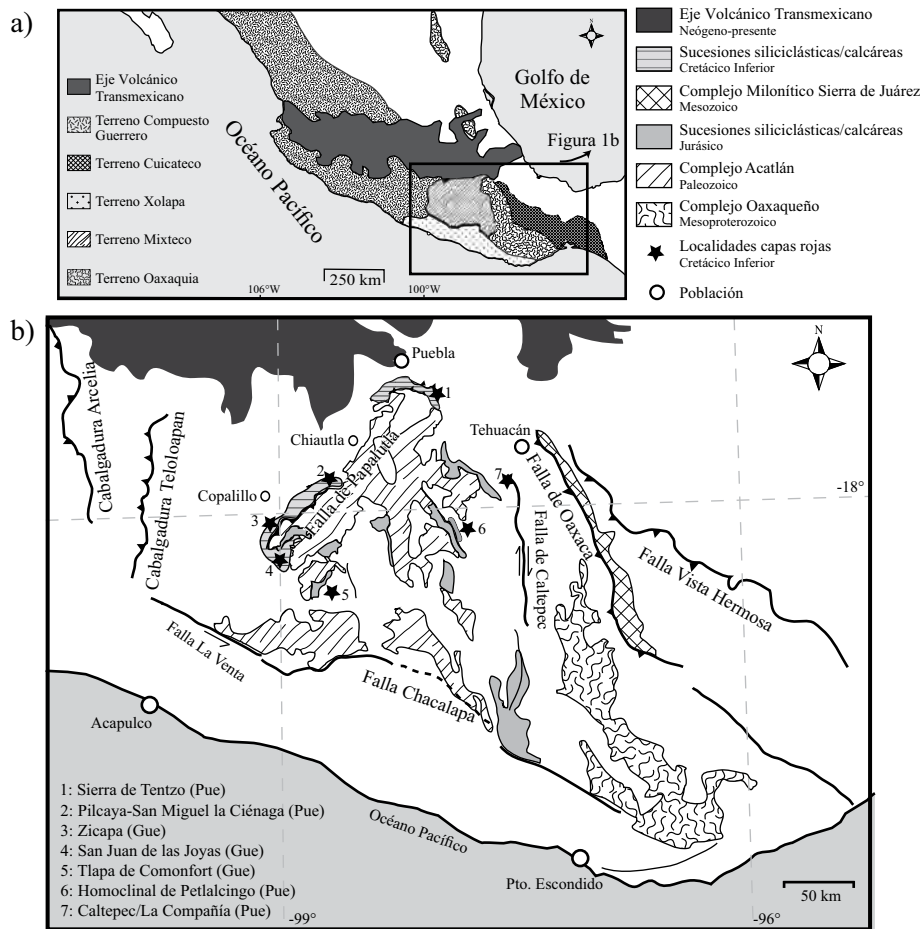 a)
N
Golfo de
México
Figura 1b
Océano Pacífico
Eje Volcánico
Transmexicano
Terreno Compuesto
Guerrero
Terreno Cuicateco
Terreno Xolapa
Terreno Mixteco
Terreno Oaxaquia
250 km
106°W
100°W
Eje Volcánico Transmexicano
Neógeno-presente
Sucesiones siliciclásticas/calcáreas
Cretácico Inferior
Complejo Milonítico Sierra de Juárez
Mesozoico
Sucesiones siliciclásticas/calcáreas
Jurásico
Complejo Acatlán
Paleozoico
Complejo Oaxaqueño
Mesoproterozoico
Localidades capas rojas
Cretácico Inferior
Población
b)
N
Puebla
1
Cabalgadura Arcelia
Cabalgadura Teloloapan
Chiautla
Tehuacán
2
7
Copalillo
Falla de Papalutla
Falla de Oaxaca
-18°
3
6
4
5
Falla de Caltepec
Falla Vista Hermosa
Falla La Venta
Falla Chacalapa
Acapulco
Océano Pacífico
Pto. Escondido
1: Sierra de Tentzo (Pue)
2: Pilcaya-San Miguel la Ciénaga (Pue)
3: Zicapa (Gue)
4: San Juan de las Joyas (Gue)
5: Tlapa de Comonfort (Gue)
6: Homoclinal de Petlalcingo (Pue)
7: Caltepec/La Compañía (Pue)
50 km
-99°
-96°